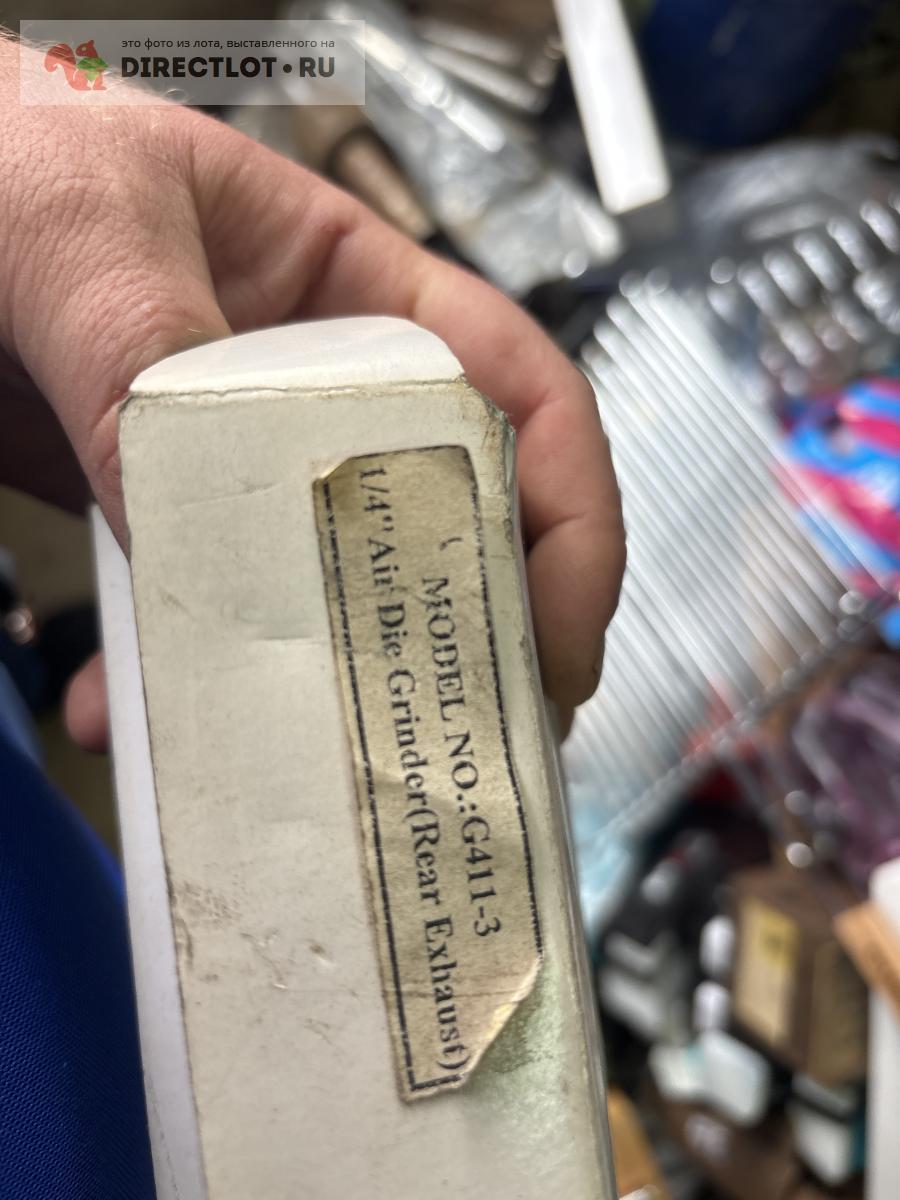 это фото из лота, выставленного на
DIRECTLOT•RU
MODEL NO.:G411-3
1/4" Air Die Grinder(Rear Exhaust)